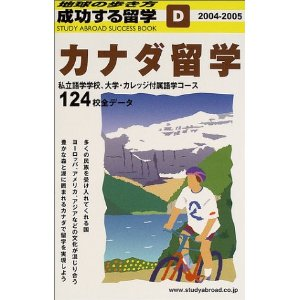 地球の歩き方
成功する留学
STUDY ABROAD SUCCESS BOOK
D
2004-2005
カナダ留学
私立語学学校、大学・カレッジ付属語学コース
124校全データ
多くの民族を受け入れてくれる国
ヨーロッパ、アメリカ、アジアなどの文化が混じり合う
豊かな森と湖に囲まれるカナダで留学を実現しよう
www.studyabroad.co.jp